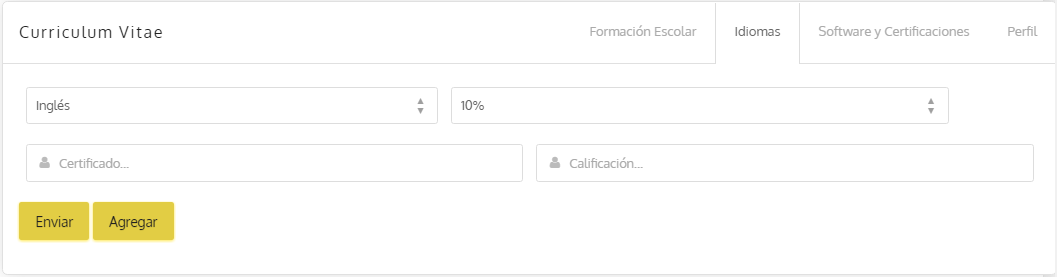 Curriculum Vitae
Formación Escolar
Idiomas
Software y Certificaciones
Perfil
Inglés
10%
Certificado...
Calificación...
Enviar
Agregar